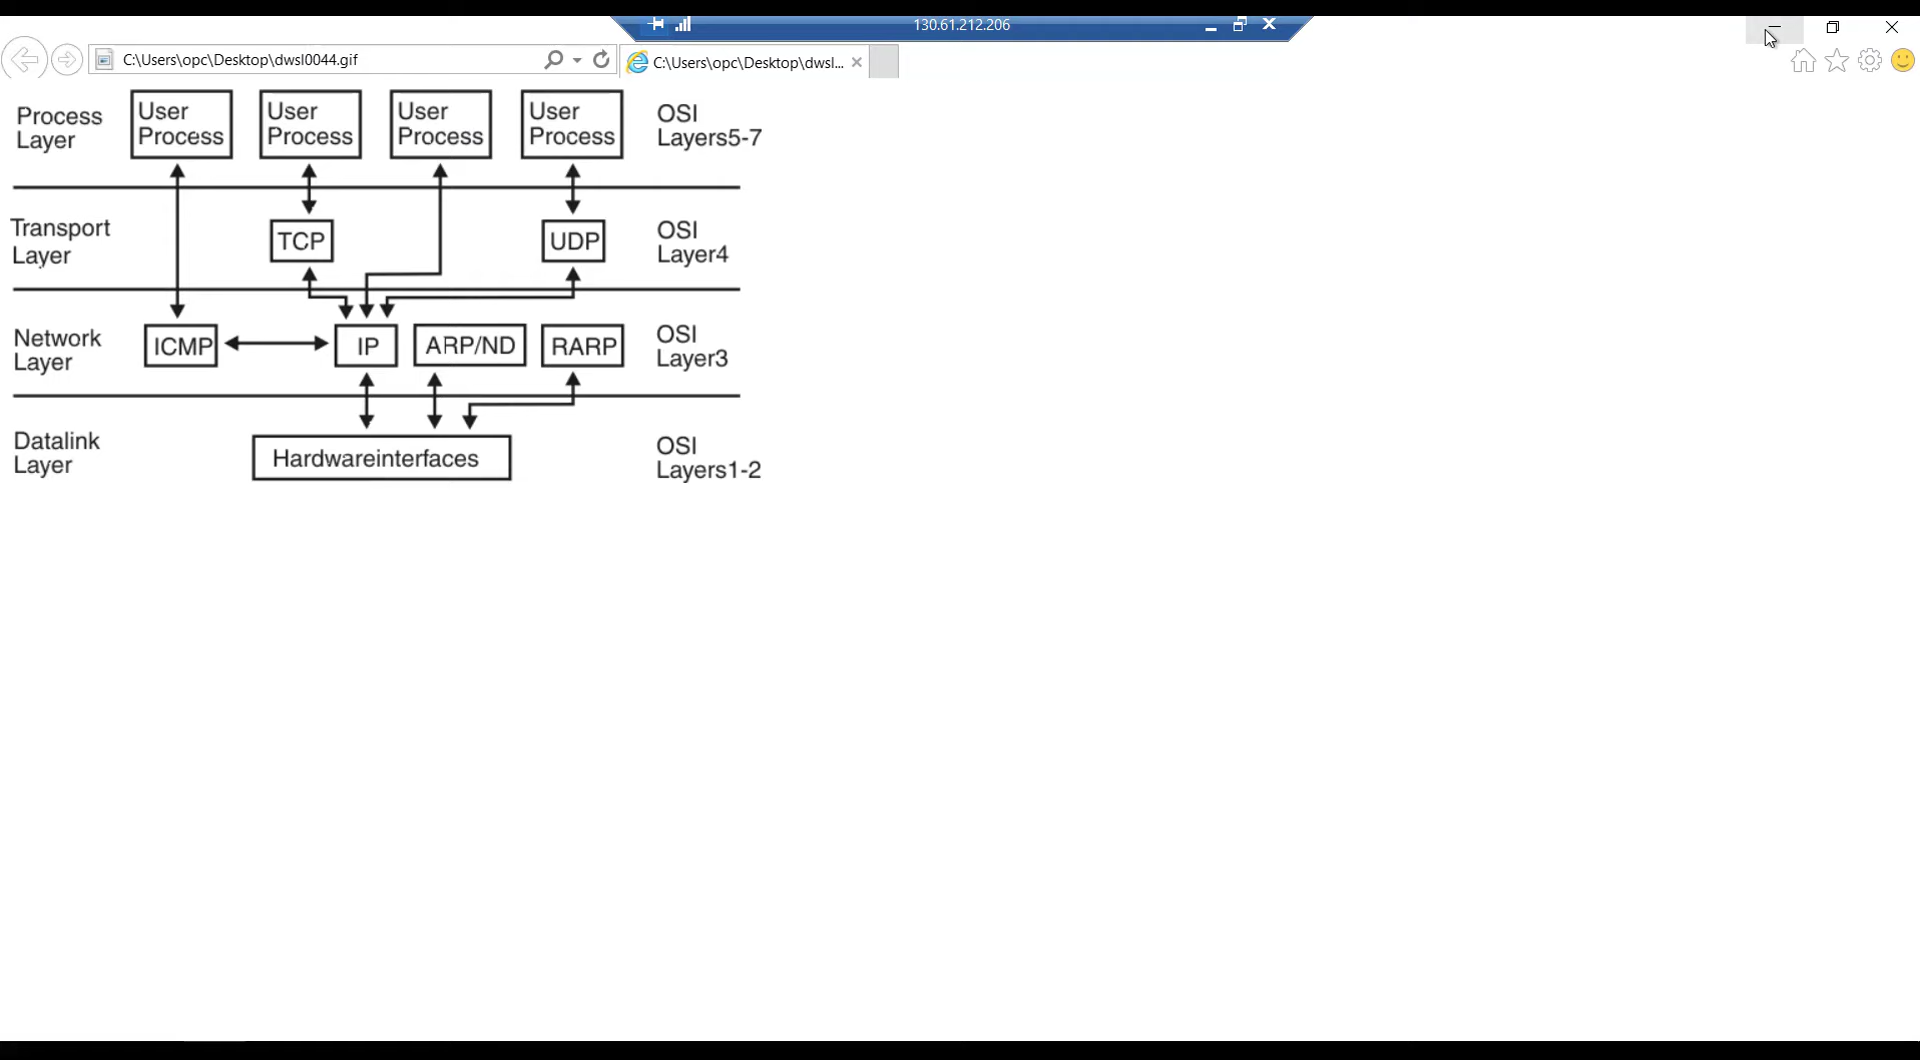 130.61.212.206
C:\Users\opc\Desktop\dwsl0044.gif
C:\Users\opc\Desktop\dwsl...
Process
Layer
User
Process
User
Process
User
Process
User
Process
OSI
Layers5-7
Transport
Layer
TCP
UDP
OSI
Layer4
Network
Layer
ICMP
IP
ARP/ND
RARP
OSI
Layer3
Datalink
Layer
Hardwareinterfaces
OSI
Layers1-2